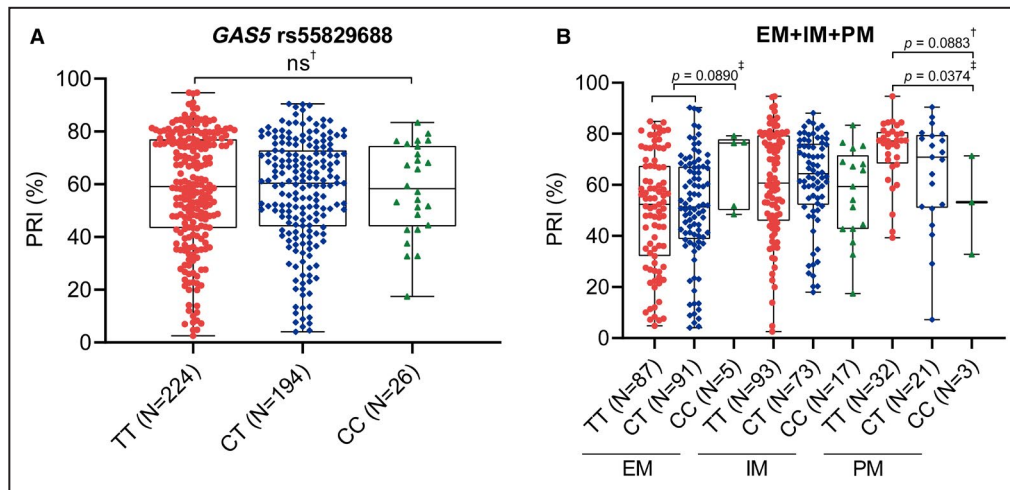 A
GAS5 rs55829688
ns†
PRI (%)
100
80
60
40
20
0
TT (N=224)
CT (N=194)
CC (N=26)
B
EM+IM+PM
p = 0.0883†
p = 0.0890‡
p = 0.0374‡
PRI (%)
100
80
60
40
20
0
TT (N=87)
CT (N=91)
CC (N=5)
TT (N=93)
CT (N=73)
CC (N=17)
TT (N=32)
CT (N=21)
CC (N=3)
EM
IM
PM